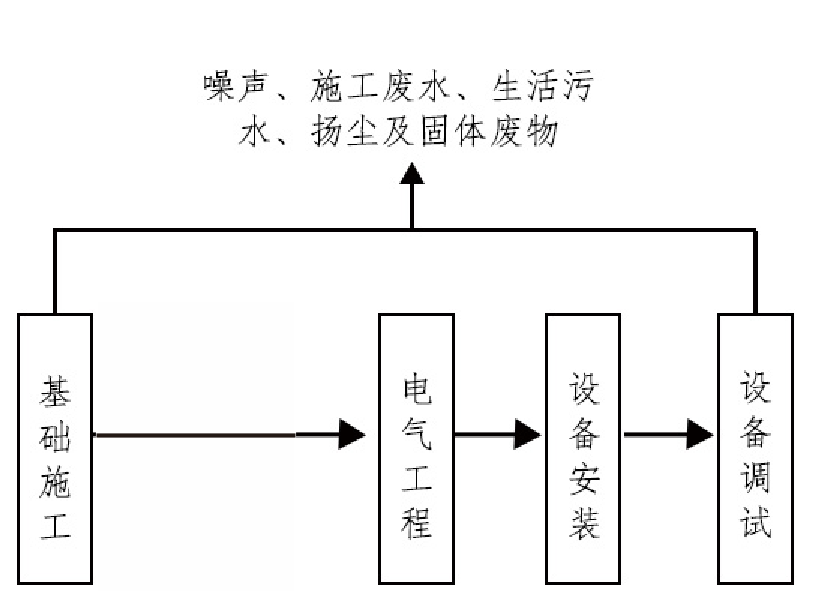 噪声、施工废水、生活污
水、扬尘及固体废物
基础施工
电气工程
设备安装
设备调试